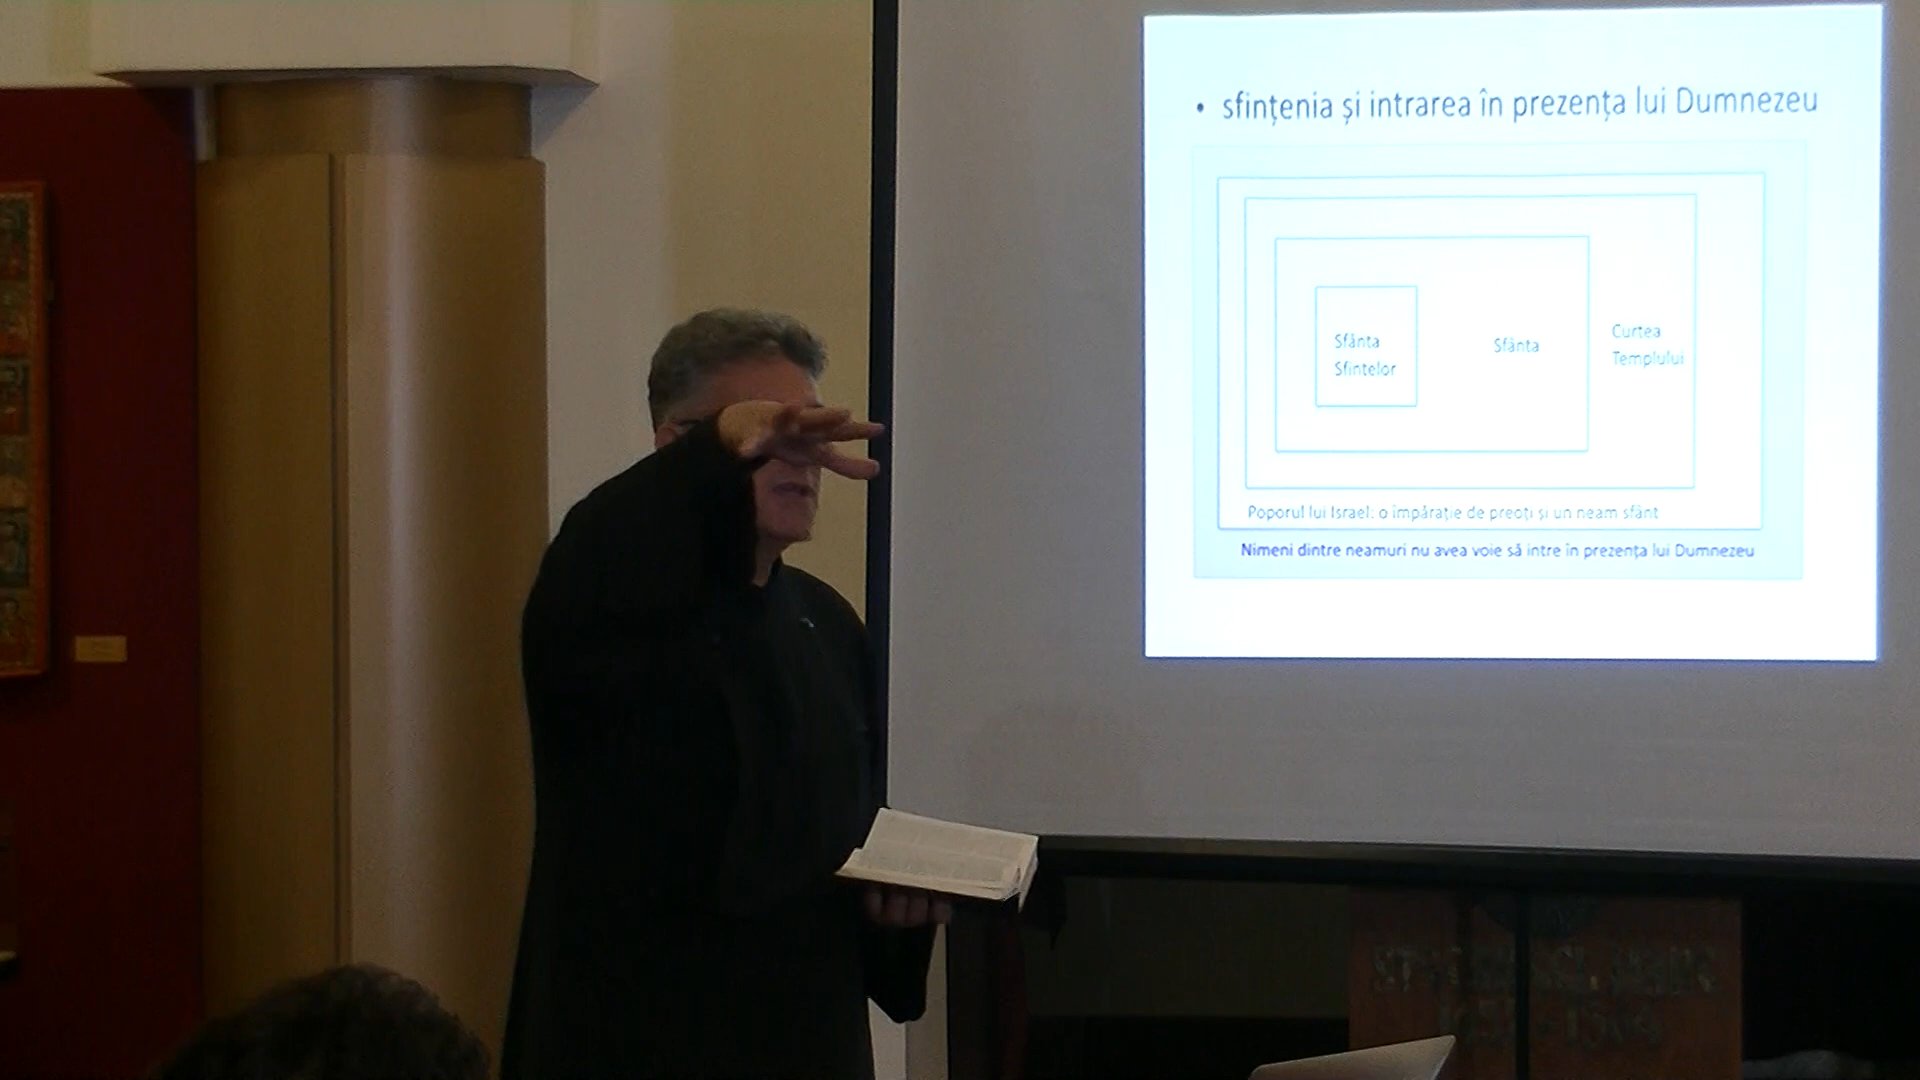 • sfințenia și intrarea în prezența lui Dumnezeu
Sfânta
Sfintelor
Sfânta
Curtea
Templului
Poporul lui Israel: o împărăție de preoți și un neam sfânt
Nimeni dintre neamuri nu avea voie să intre în prezența lui Dumnezeu